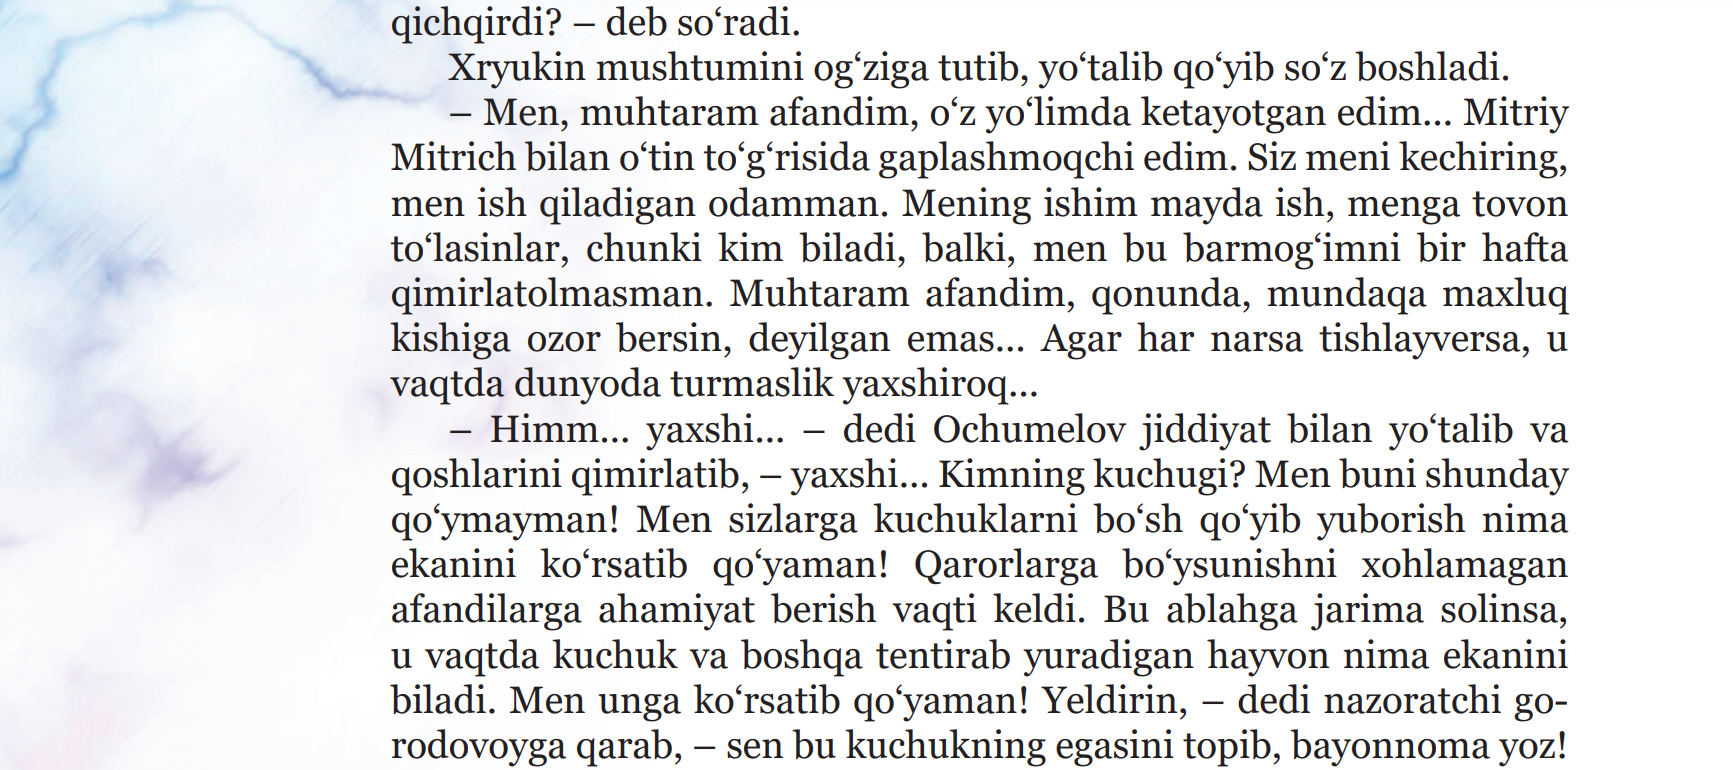 qichqirdi? – deb so‘radi.
Xryukin mushtumini og‘ziga tutib, yo‘talib qo‘yib so‘z boshladi.
– Men, muhtaram afandim, o‘z yo‘limda ketayotgan edim... Mitriy
Mitrich bilan o‘tin to‘g‘risida gaplashmoqchi edim. Siz meni kechiring,
men ish qiladigan odamman. Mening ishim mayda ish, menga tovon
to‘lasinlar, chunki kim biladi, balki, men bu barmog‘imni bir hafta
qimirlatolmasman. Muhtaram afandim, qonunda, mundaqa maxluq
kishiga ozor bersin, deyilgan emas... Agar har narsa tishlayversa, u
vaqtda dunyoda turmaslik yaxshiroq...
– Himm... yaxshi... – dedi Ochumelov jiddiyat bilan yo‘talib va
qoshlarini qimirlatib, – yaxshi... Kimning kuchugi? Men buni shunday
qo‘ymayman! Men sizlarga kuchuklarni bo‘sh qo‘yib yuborish nima
ekanini ko‘rsatib qo‘yaman! Qarorlarga bo‘ysunishni xohlamagan
afandilarga ahamiyat berish vaqti keldi. Bu ablahga jarima solinsa,
u vaqtda kuchuk va boshqa tentirab yuradigan hayvon nima ekanini
biladi. Men unga ko‘rsatib qo‘yaman! Yeldirin, – dedi nazoratchi go-
rodovoyga qarab, – sen bu kuchukning egasini topib, bayonnoma yoz!